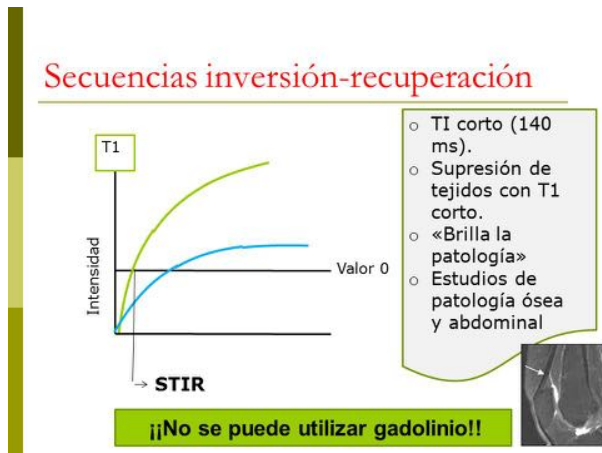 Secuencias inversión-recuperación
T1
Intensidad
Valor 0
STIR
o TI corto (140
ms).
o Supresión de
tejidos con T1
corto.
o «Brilla la
patología»
o Estudios de
patología ósea
y abdominal
¡¡No se puede utilizar gadolinio!!